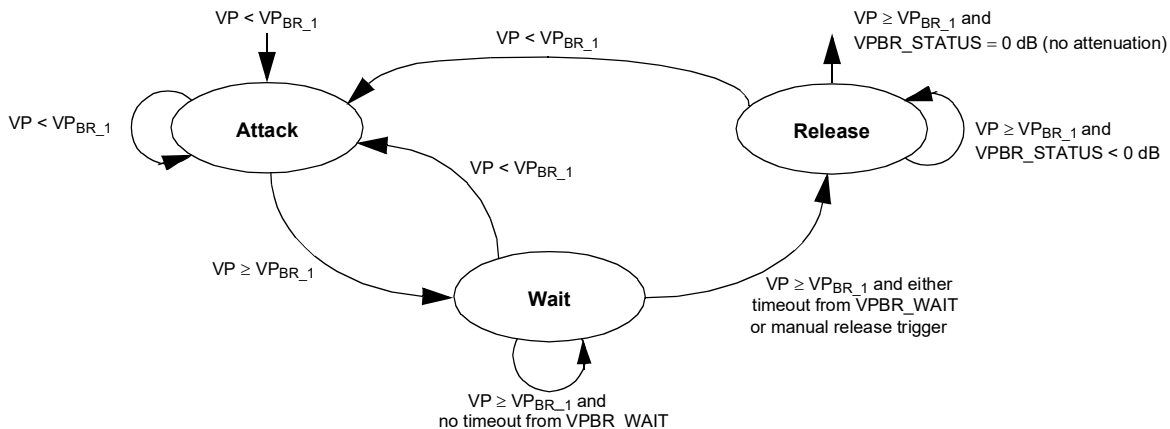 VP < VP_BR_1
VP < VP_BR_1
VP ≥ VP_BR_1 and
VPBR_STATUS = 0 dB (no attenuation)
VP < VP_BR_1
Attack
Release
VP ≥ VP_BR_1 and
VPBR_STATUS < 0 dB
VP < VP_BR_1
VP ≥ VP_BR_1
Wait
VP ≥ VP_BR_1 and either
timeout from VPBR_WAIT
or manual release trigger
VP ≥ VP_BR_1 and
no timeout from VPBR_WAIT